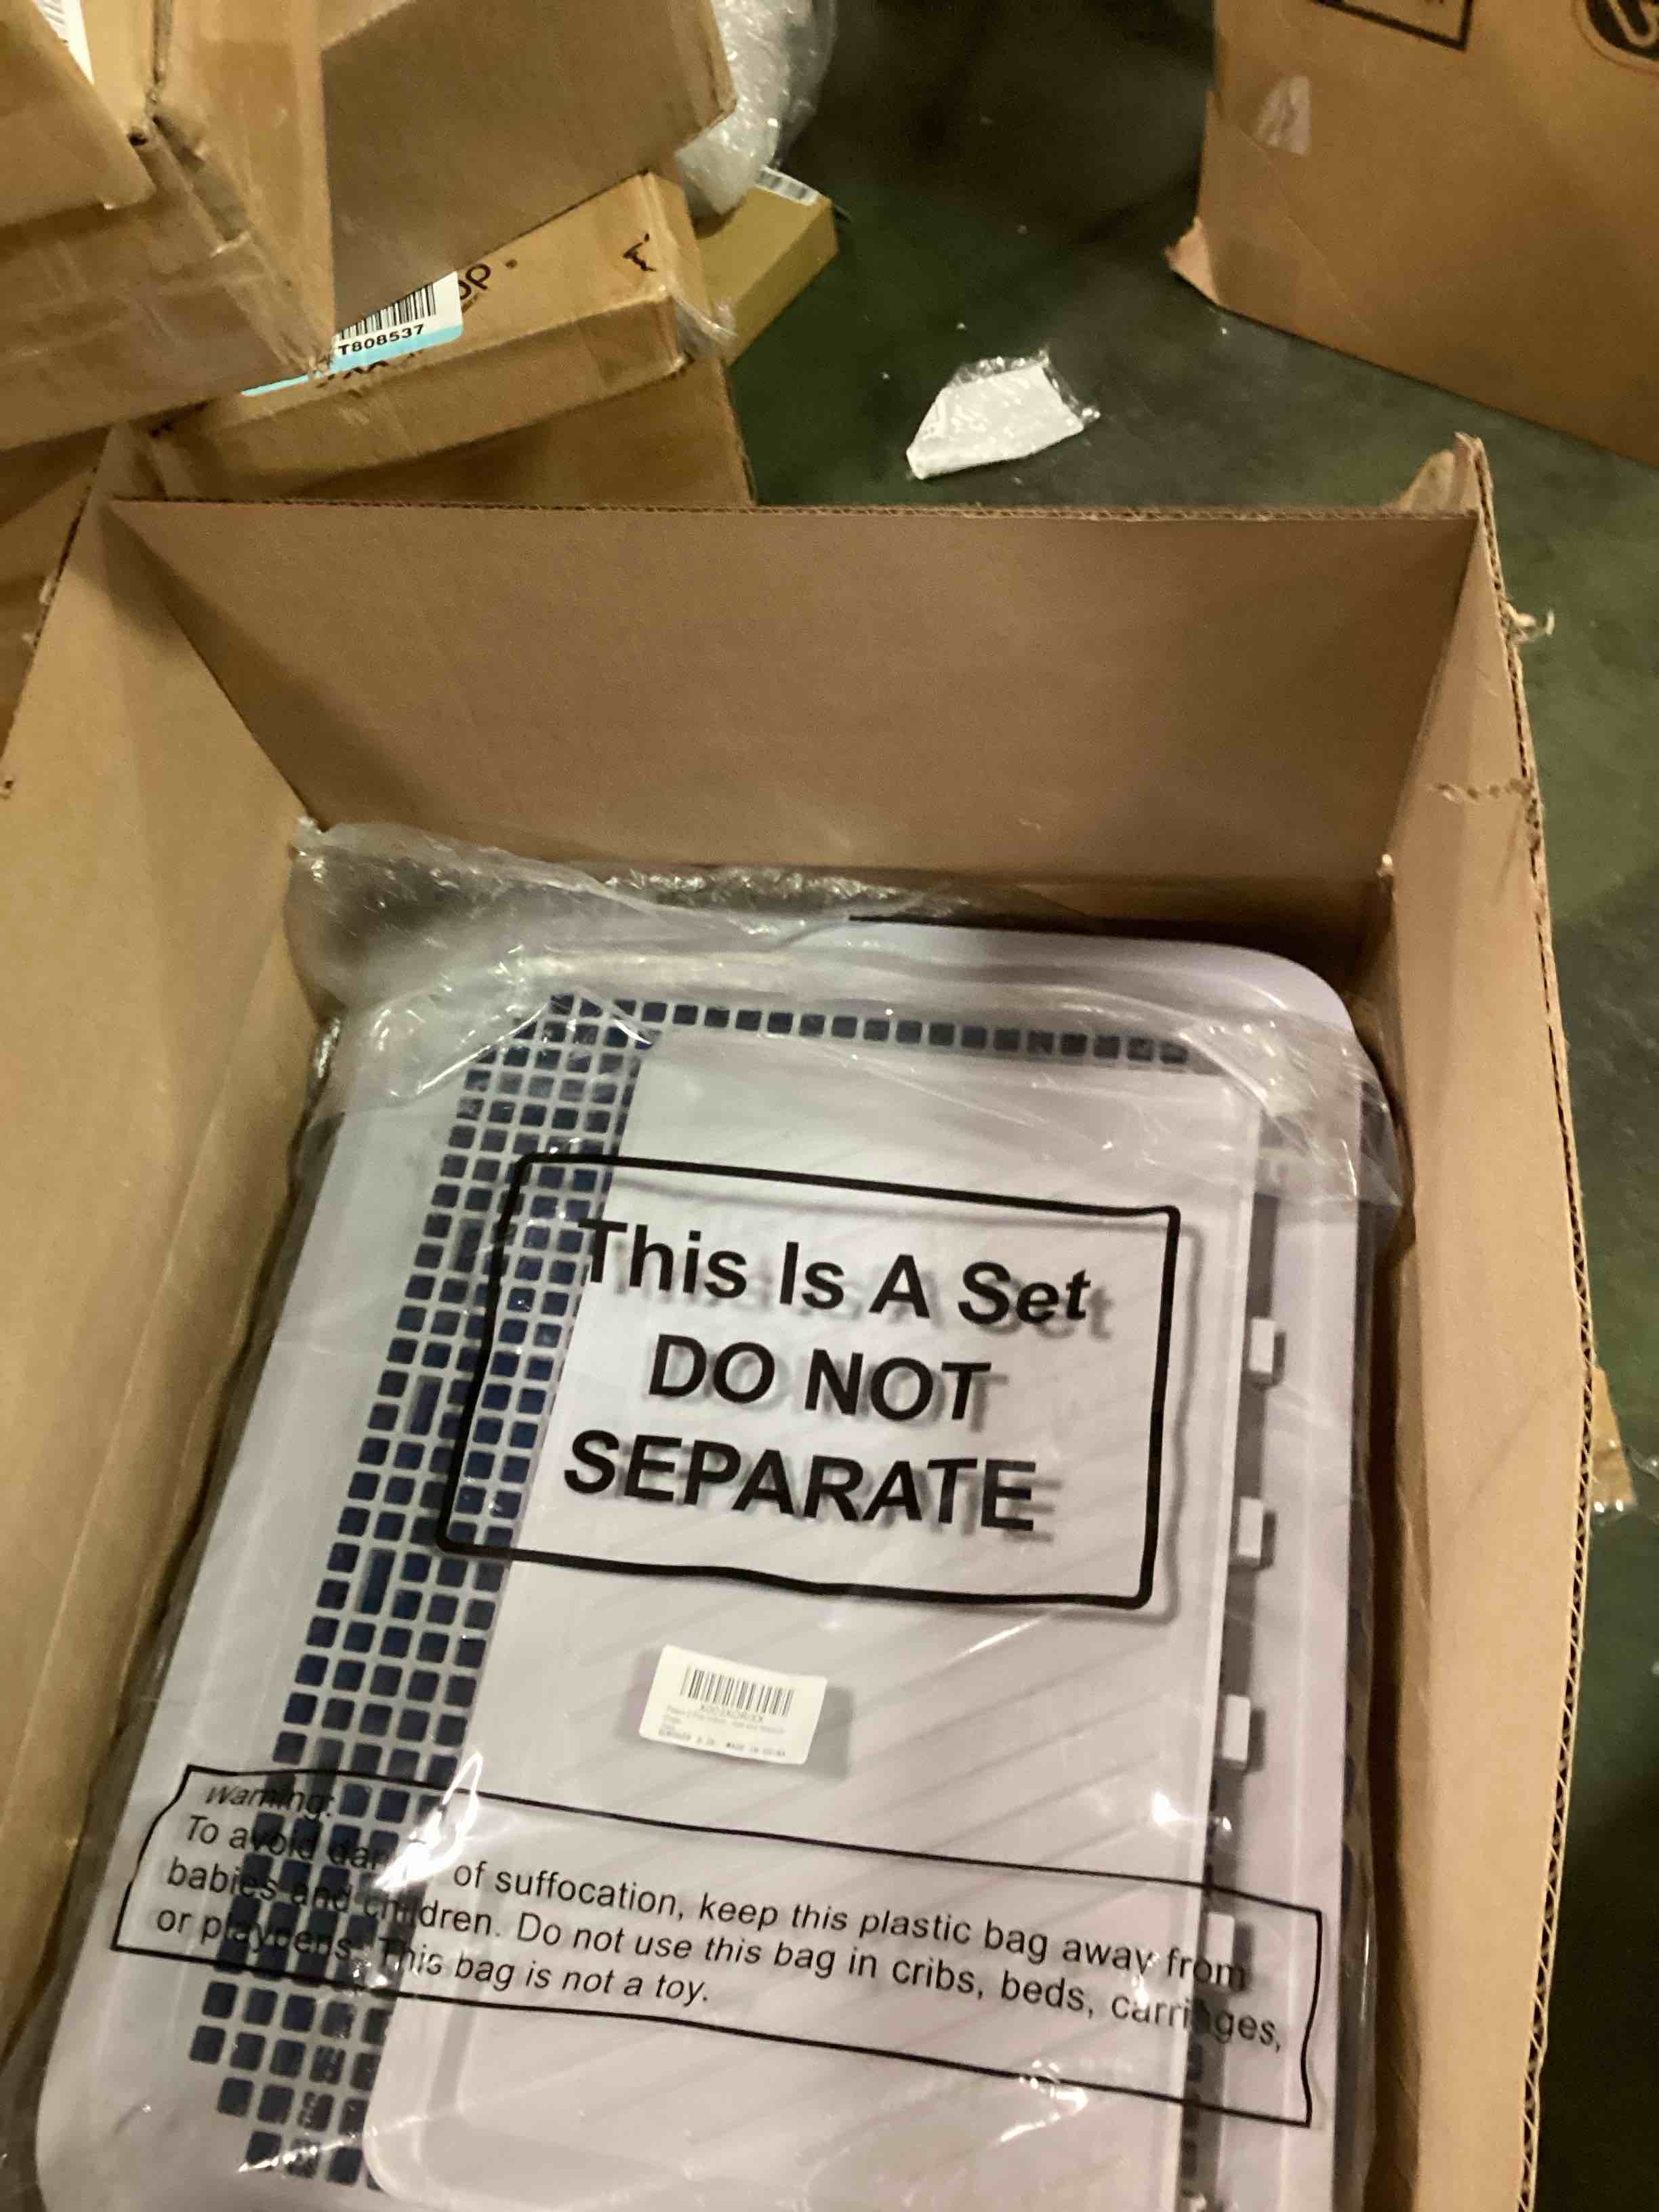 T808537
This Is A Set
DO NOT
SEPARATE
Warning:
To avoid of suffocation, keep this plastic bag away from
babies and children. Do not use this bag in cribs, beds, carriages,
or playpens. This bag is not a toy.